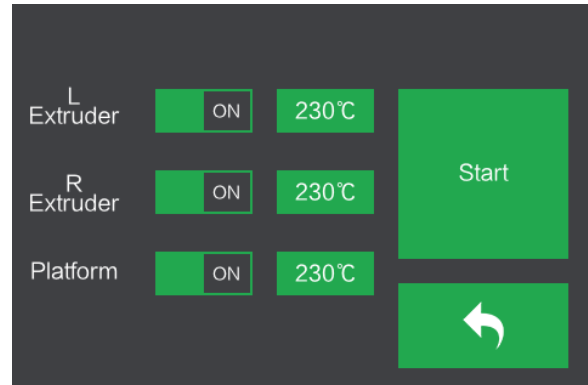 L
Extruder
ON
230℃
R
Extruder
ON
230℃
Start
Platform
ON
230℃